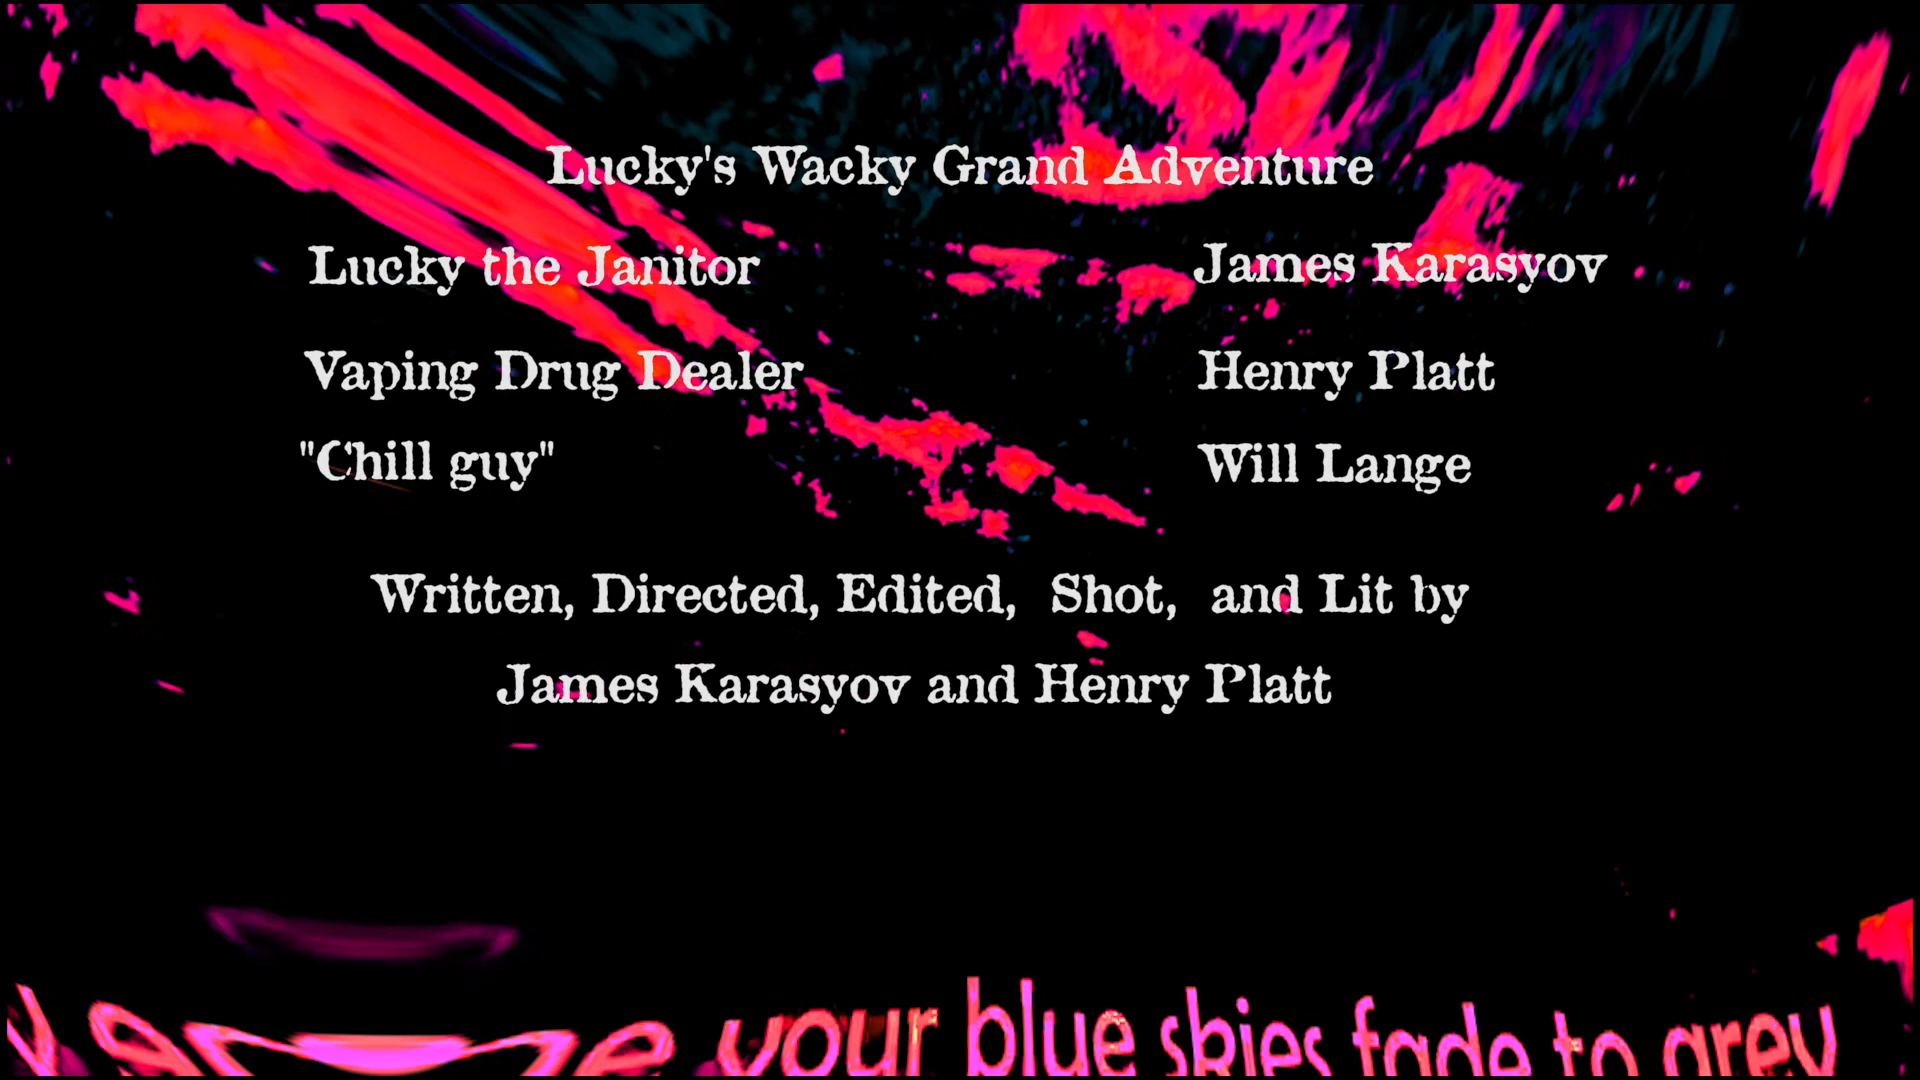 Lucky's Wacky Grand Adventure
Lucky the Janitor James Karasyov
Vaping Drug Dealer Henry Platt
"Chill guy" Will Lange
Written, Directed, Edited, Shot, and Lit by
James Karasyov and Henry Platt
your blue skies fade to grey